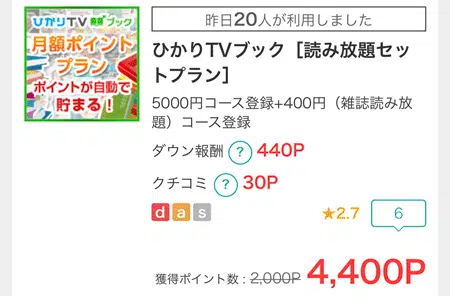 昨日20人が利用しました
ひかりTVブック
月額ポイント
プラン
ポイントが自動で
貯まる！
ひかりTVブック［読み放題セッ
トプラン］
5000円コース登録+400円（雑誌読み放
題）コース登録
ダウン報酬 ? 440P
クチコミ ? 30P
d a s
★2.7 6
獲得ポイント数 : 2,000P 4,400P